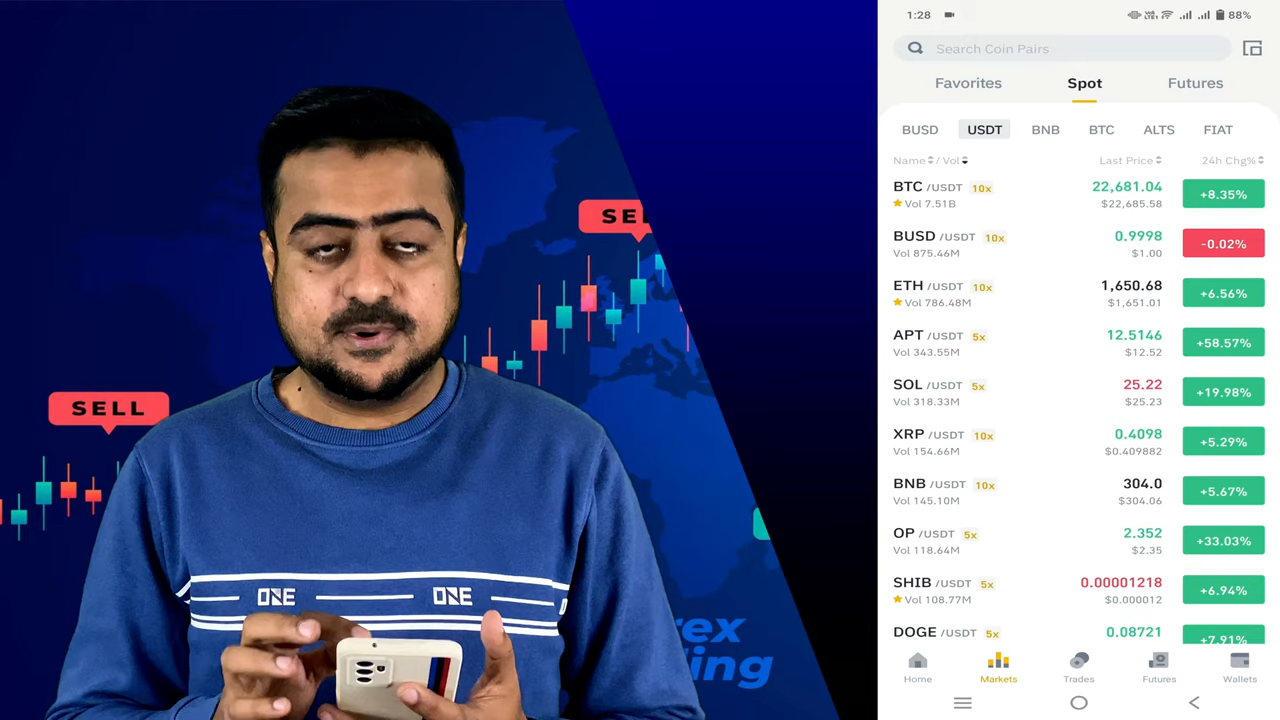 SELL
SEL
ONE
ONE
rex
ing
1:28
88%
Search Coin Pairs
Favorites Spot Futures
BUSD USDT BNB BTC ALTS FIAT
Name / Vol Last Price 24h Chg%
BTC /USDT 10x 22,681.04 +8.35%
Vol 7.51B $22,685.58
BUSD /USDT 10x 0.9998 -0.02%
Vol 875.46M $1.00
ETH /USDT 10x 1,650.68 +6.56%
Vol 786.48M $1,651.01
APT /USDT 5x 12.5146 +58.57%
Vol 343.55M $12.52
SOL /USDT 5x 25.22 +19.98%
Vol 318.33M $25.23
XRP /USDT 10x 0.4098 +5.29%
Vol 154.66M $0.409882
BNB /USDT 10x 304.0 +5.67%
Vol 145.10M $304.06
OP /USDT 5x 2.352 +33.03%
Vol 118.64M $2.35
SHIB /USDT 5x 0.00001218 +6.94%
Vol 108.77M $0.000012
DOGE /USDT 5x 0.08721 +7.91%
Home Markets Trades Futures Wallets